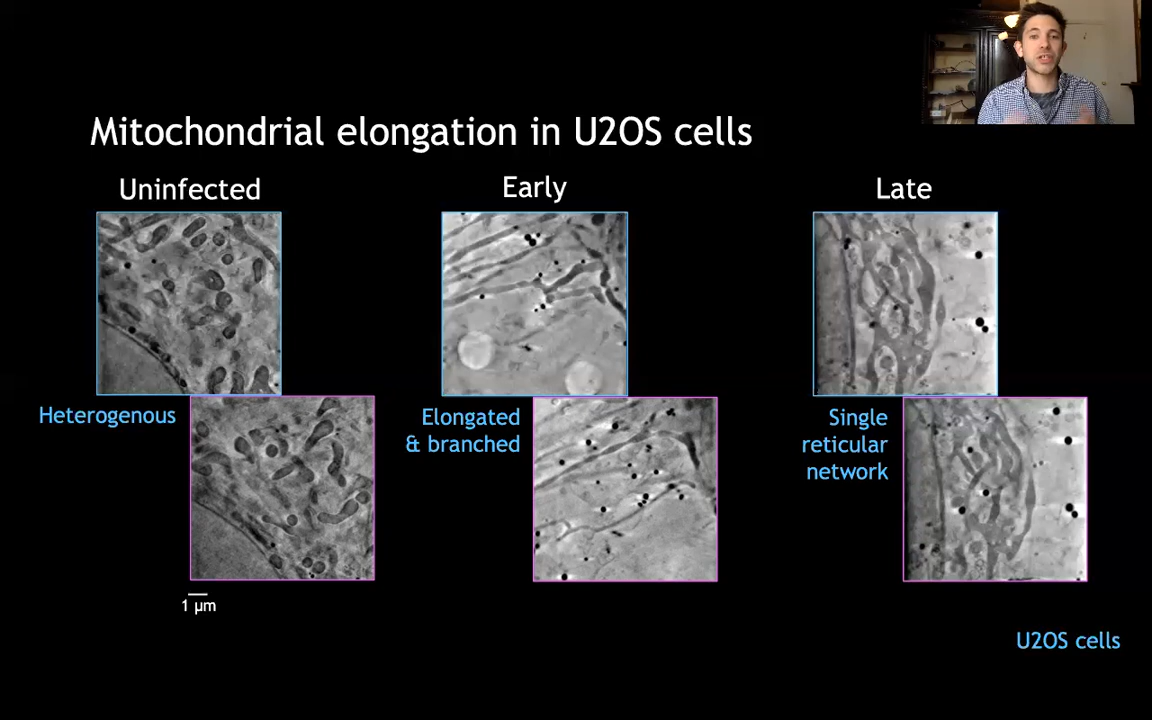 Mitochondrial elongation in U2OS cells
Uninfected
Early
Late
Heterogenous
Elongated
& branched
Single
reticular
network
1 μm
U2OS cells